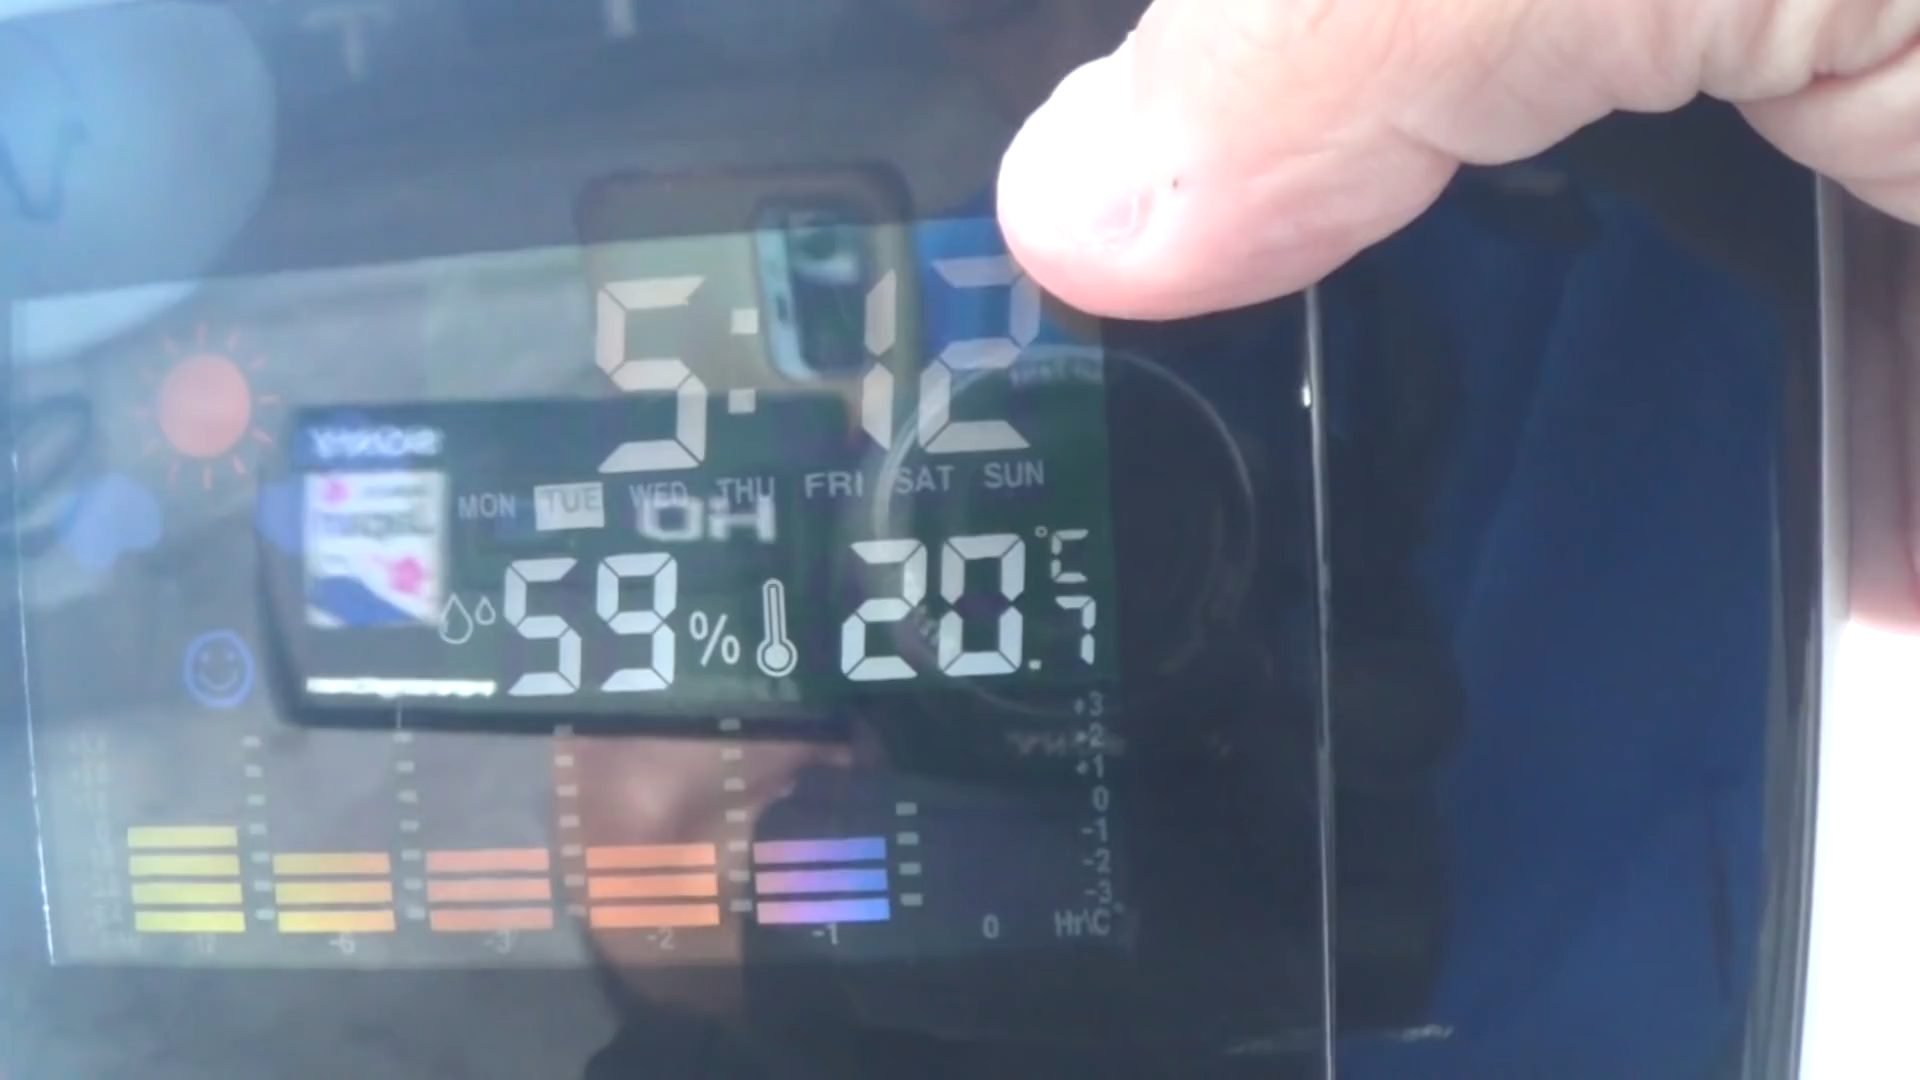 5:12
MON TUE WED THU FRI SAT SUN
59% 20.7°C
+3
+2
+1
0
-1
-2
-3
-12 -6 -3 -2 -1 0 Hr\C°